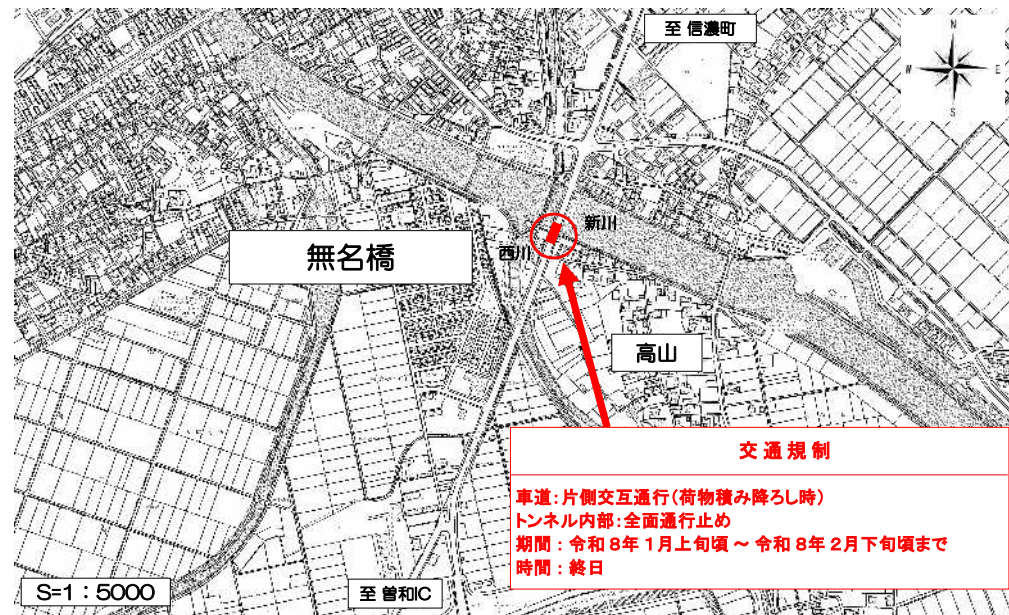 至 信濃町
N
W
E
S
新川
西川
無名橋
高山
交通規制
車道:片側交互通行(荷物積み降ろし時)
トンネル内部:全面通行止め
期間：令和８年１月上旬頃 ～ 令和８年２月下旬頃まで
時間：終日
S=1：5000
至 曽和IC